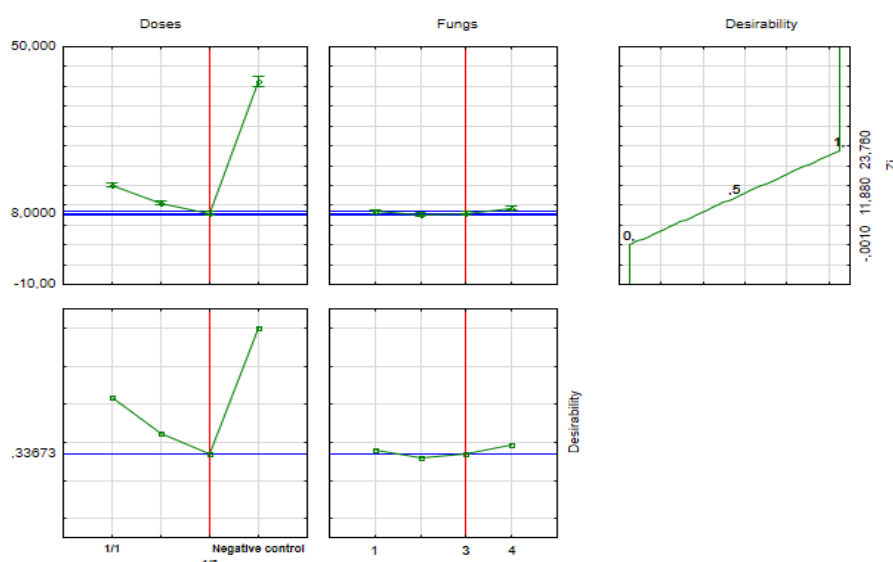 Doses
Fungs
Desirability
50,000
8,0000
-10,00
0,
,5
1,
-,0010 11,880 23,760
,33673
Desirability
1/1
Negative control
1
3
4